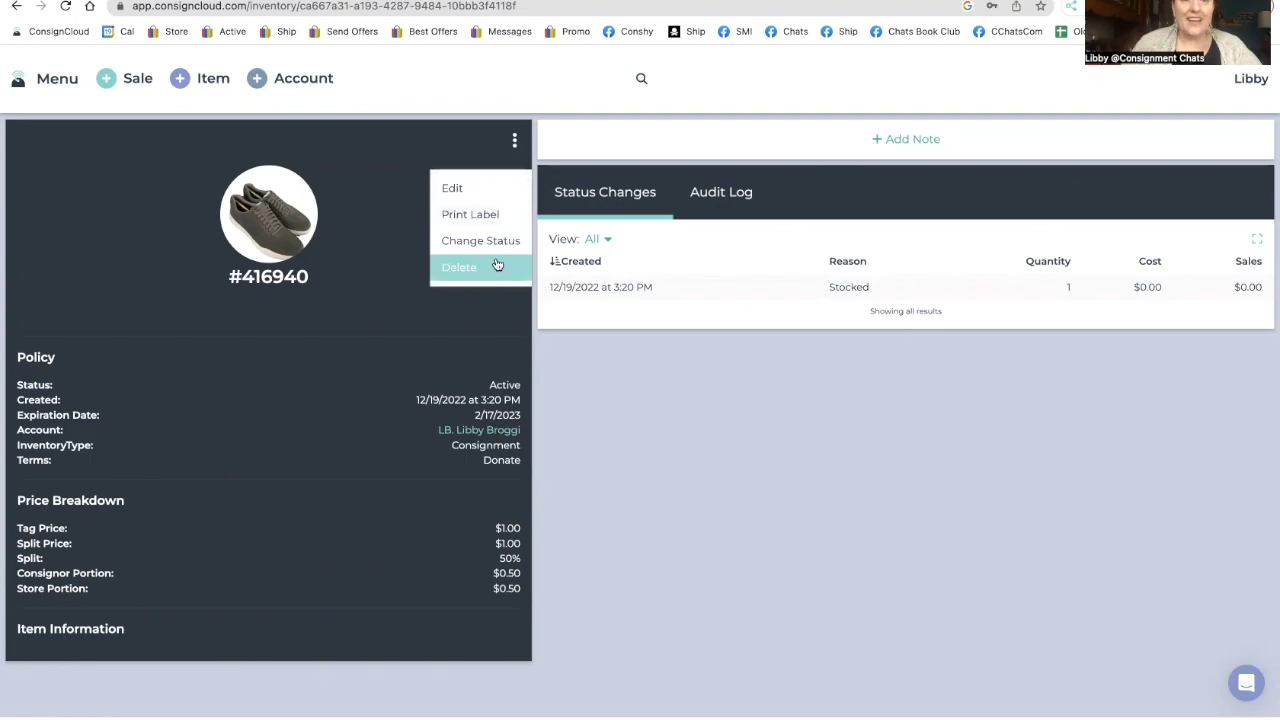 app.consigncloud.com/inventory/ca667a31-a193-4287-9484-10bbb3f4118f
ConsignCloud Cal Store Active Ship Send Offers Best Offers Messages Promo Conshy Ship SMI Chats Ship Chats Book Club CChatsCom Old
Libby @Consignment Chats
Menu + Sale + Item + Account Libby
+ Add Note
Edit
Print Label
Change Status
Delete
#416940
Status Changes Audit Log
View: All
Created Reason Quantity Cost Sales
12/19/2022 at 3:20 PM Stocked 1 $0.00 $0.00
Showing all results
Policy
Status: Active
Created: 12/19/2022 at 3:20 PM
Expiration Date: 2/17/2023
Account: LB. Libby Broggi
InventoryType: Consignment
Terms: Donate
Price Breakdown
Tag Price: $1.00
Split Price: $1.00
Split: 50%
Consignor Portion: $0.50
Store Portion: $0.50
Item Information